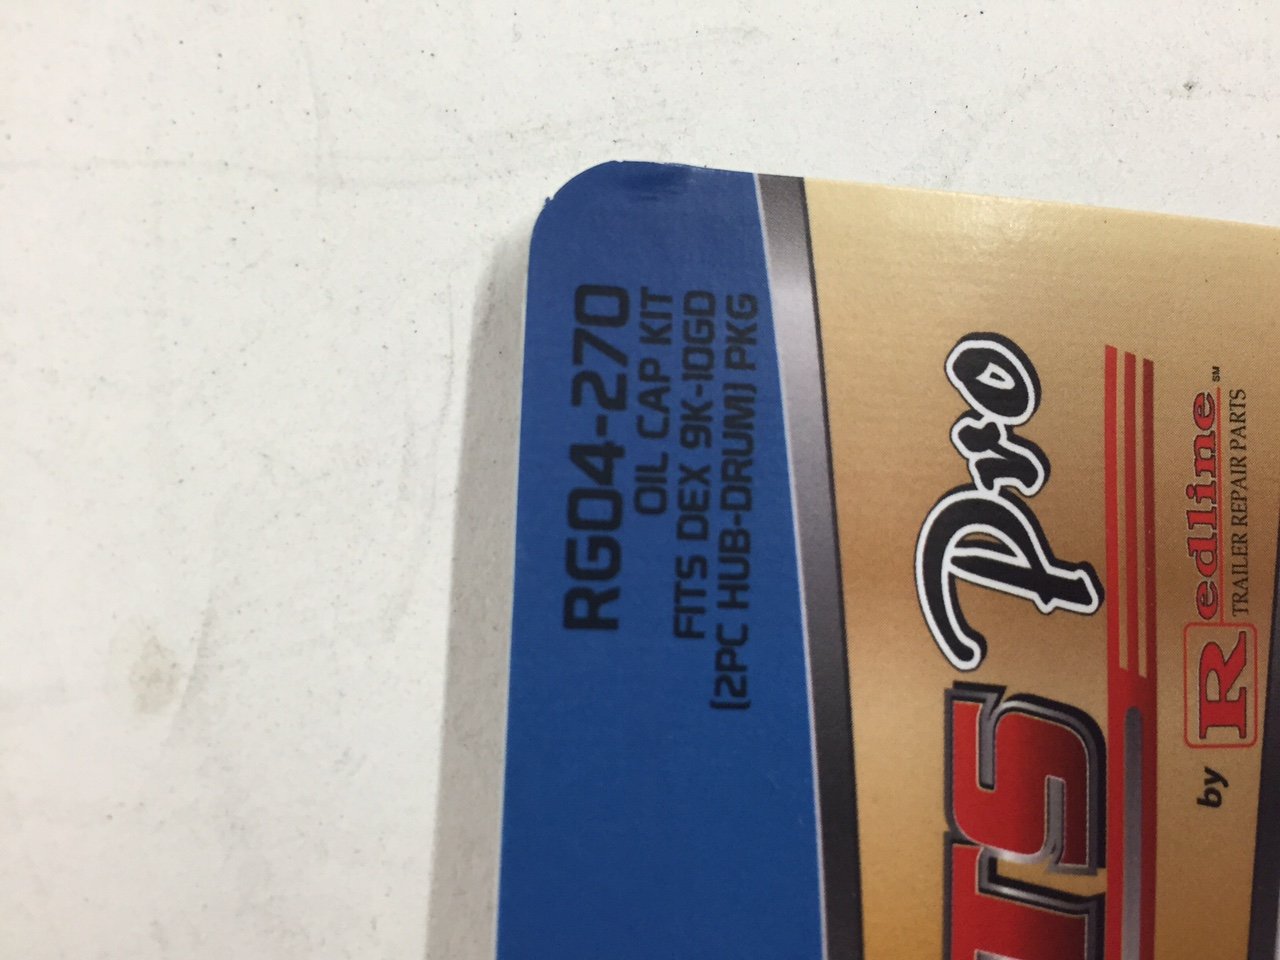 RG04-270
OIL CAP KIT
FITS DEX 9K-10GD
(2PC HUB-DRUM) PKG
Pro
by Redline SM
TRAILER REPAIR PARTS